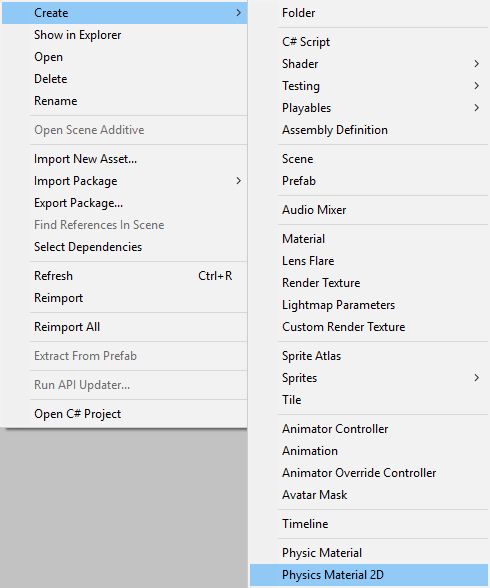 Create
Show in Explorer
Open
Delete
Rename
Open Scene Additive
Import New Asset...
Import Package
Export Package...
Find References In Scene
Select Dependencies
Refresh Ctrl+R
Reimport
Reimport All
Extract From Prefab
Run API Updater...
Open C# Project
Folder
C# Script
Shader
Testing
Playables
Assembly Definition
Scene
Prefab
Audio Mixer
Material
Lens Flare
Render Texture
Lightmap Parameters
Custom Render Texture
Sprite Atlas
Sprites
Tile
Animator Controller
Animation
Animator Override Controller
Avatar Mask
Timeline
Physic Material
Physics Material 2D